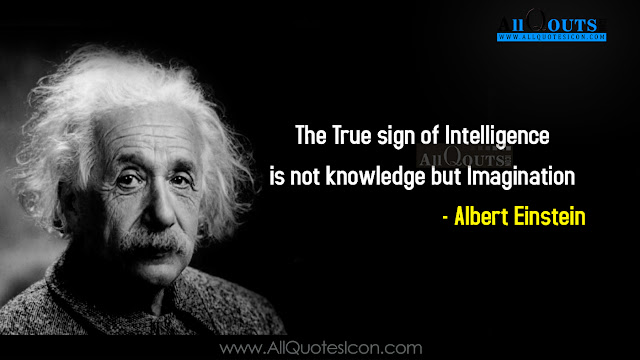 AllQouts
WWW.ALLQUOTESICON.COM
The True sign of Intelligence
AllQouts
is not knowledge but Imagination
- Albert Einstein
www.AllQuotesIcon.com